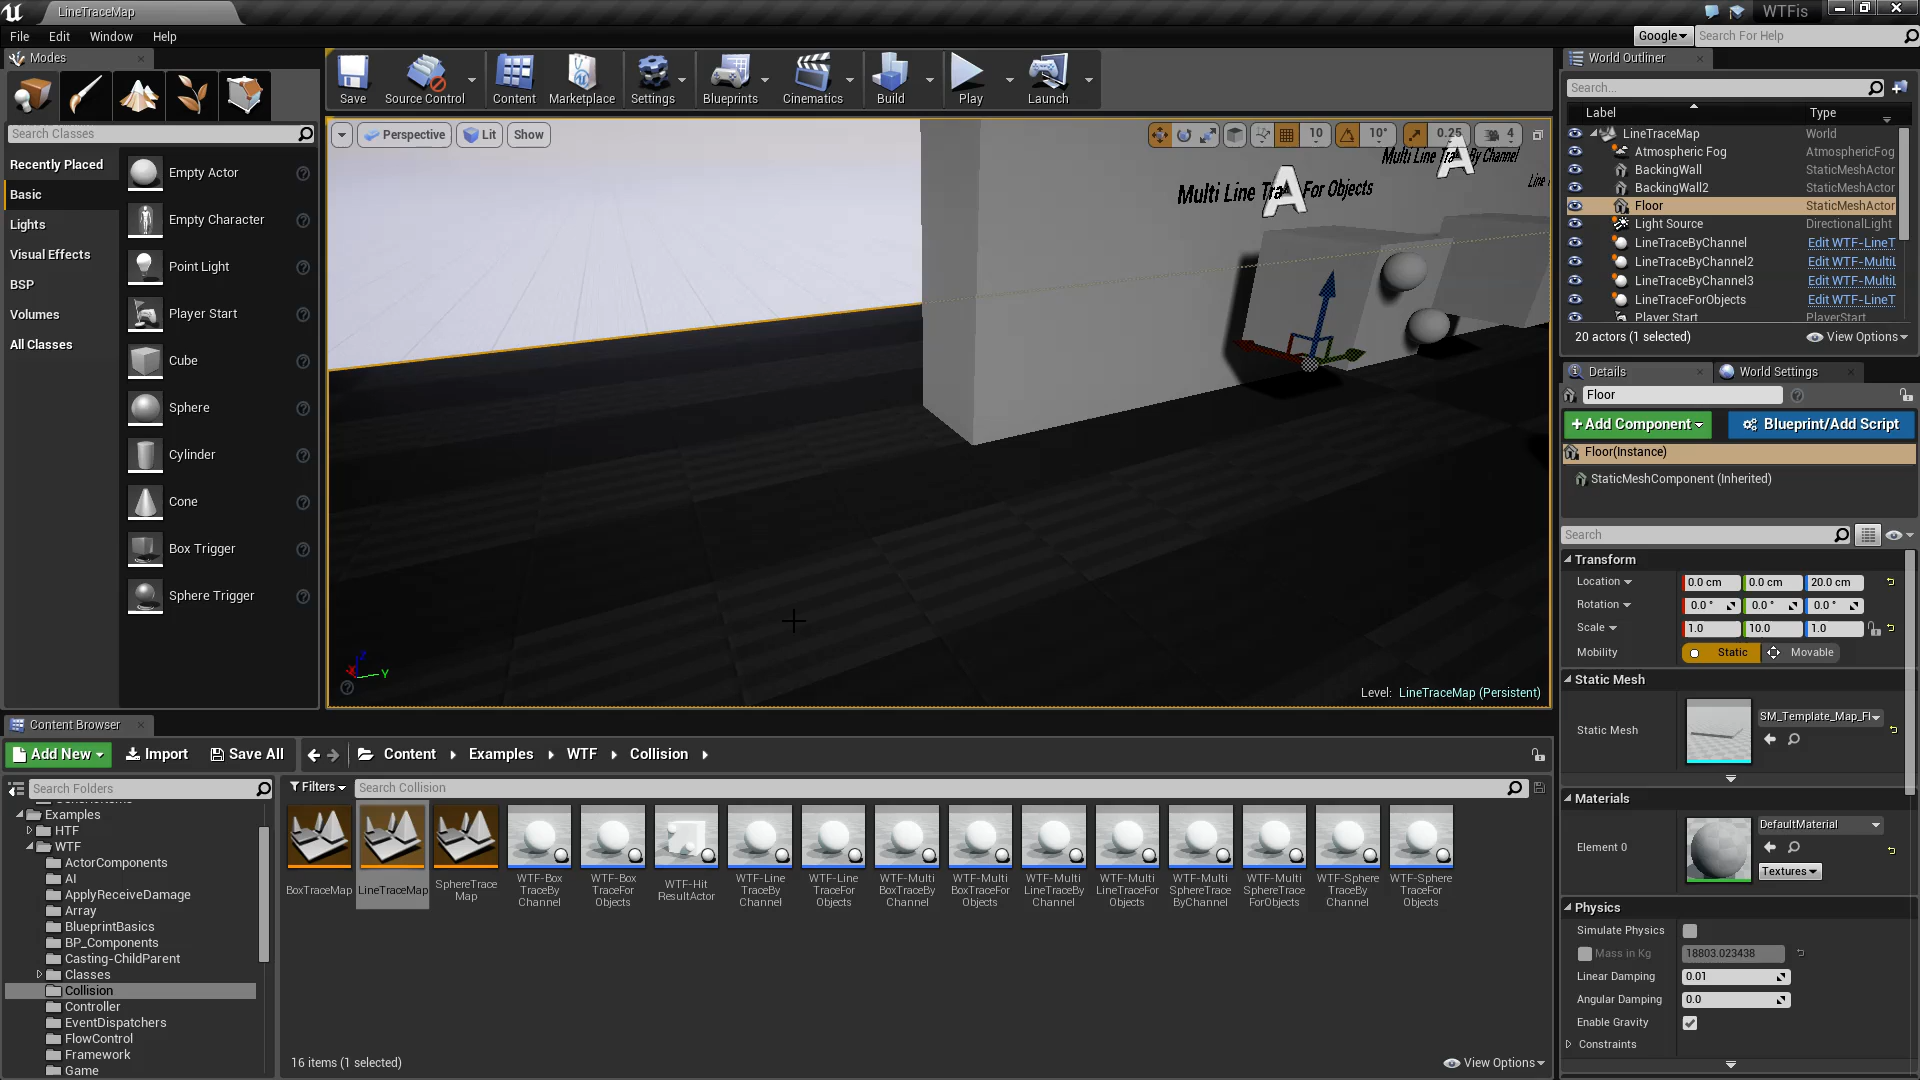 LineTraceMap
WTFis
File Edit Window Help
Google Search For Help
Modes
Search Classes
Recently Placed
Basic
Lights
Visual Effects
BSP
Volumes
All Classes
Empty Actor
Empty Character
Point Light
Player Start
Cube
Sphere
Cylinder
Cone
Box Trigger
Sphere Trigger
Save Source Control Content Marketplace Settings Blueprints Cinematics Build Play Launch
Perspective Lit Show
10 10° 0.25 4
Multi Line Tra For Objects
Multi Line Tra By Channel
Line
A
A
Z
X
Y
Level: LineTraceMap (Persistent)
World Outliner
Search...
Label Type
LineTraceMap World
Atmospheric Fog AtmosphericFog
BackingWall StaticMeshActor
BackingWall2 StaticMeshActor
Floor StaticMeshActor
Light Source DirectionalLight
LineTraceByChannel Edit WTF-LineT
LineTraceByChannel2 Edit WTF-Multil
LineTraceByChannel3 Edit WTF-Multil
LineTraceForObjects Edit WTF-LineT
Player Start PlayerStart
20 actors (1 selected) View Options
Details World Settings
Floor
+Add Component Blueprint/Add Script
Floor(Instance)
StaticMeshComponent (Inherited)
Search
Transform
Location 0.0 cm 0.0 cm 20.0 cm
Rotation 0.0 ° 0.0 ° 0.0 °
Scale 1.0 10.0 1.0
Mobility Static Movable
Static Mesh
Static Mesh SM_Template_Map_Fl
Materials
Element 0 DefaultMaterial
Textures
Physics
Simulate Physics
Mass in Kg 18803.023438
Linear Damping 0.01
Angular Damping 0.0
Enable Gravity
Constraints
Content Browser
Add New Import Save All Content Examples WTF Collision
Search Folders
Filters Search Collision
Examples
HTF
WTF
ActorComponents
AI
ApplyReceiveDamage
Array
BlueprintBasics
BP_Components
Casting-ChildParent
Classes
Collision
Controller
EventDispatchers
FlowControl
Framework
Game
BoxTraceMap
LineTraceMap
SphereTrace
Map
WTF-Box
TraceBy
Channel
WTF-Box
TraceFor
Objects
WTF-Hit
ResultActor
WTF-Line
TraceBy
Channel
WTF-Line
TraceFor
Objects
WTF-Multi
BoxTraceBy
Channel
WTF-Multi
BoxTraceFor
Objects
WTF-Multi
LineTraceBy
Channel
WTF-Multi
LineTraceFor
Objects
WTF-Multi
SphereTrace
ByChannel
WTF-Multi
SphereTrace
ForObjects
WTF-Sphere
TraceBy
Channel
WTF-Sphere
TraceFor
Objects
16 items (1 selected) View Options